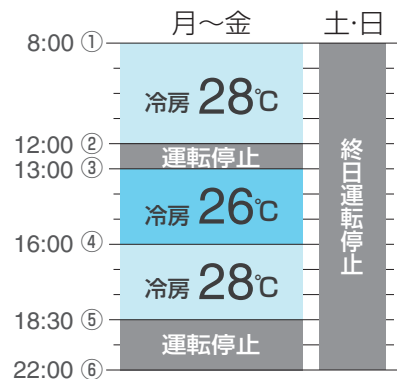 月〜金
土·日
8:00 ①
冷房 28℃
12:00 ②
運転停止
13:00 ③
冷房 26℃
16:00 ④
冷房 28℃
18:30 ⑤
運転停止
22:00 ⑥
終日運転停止